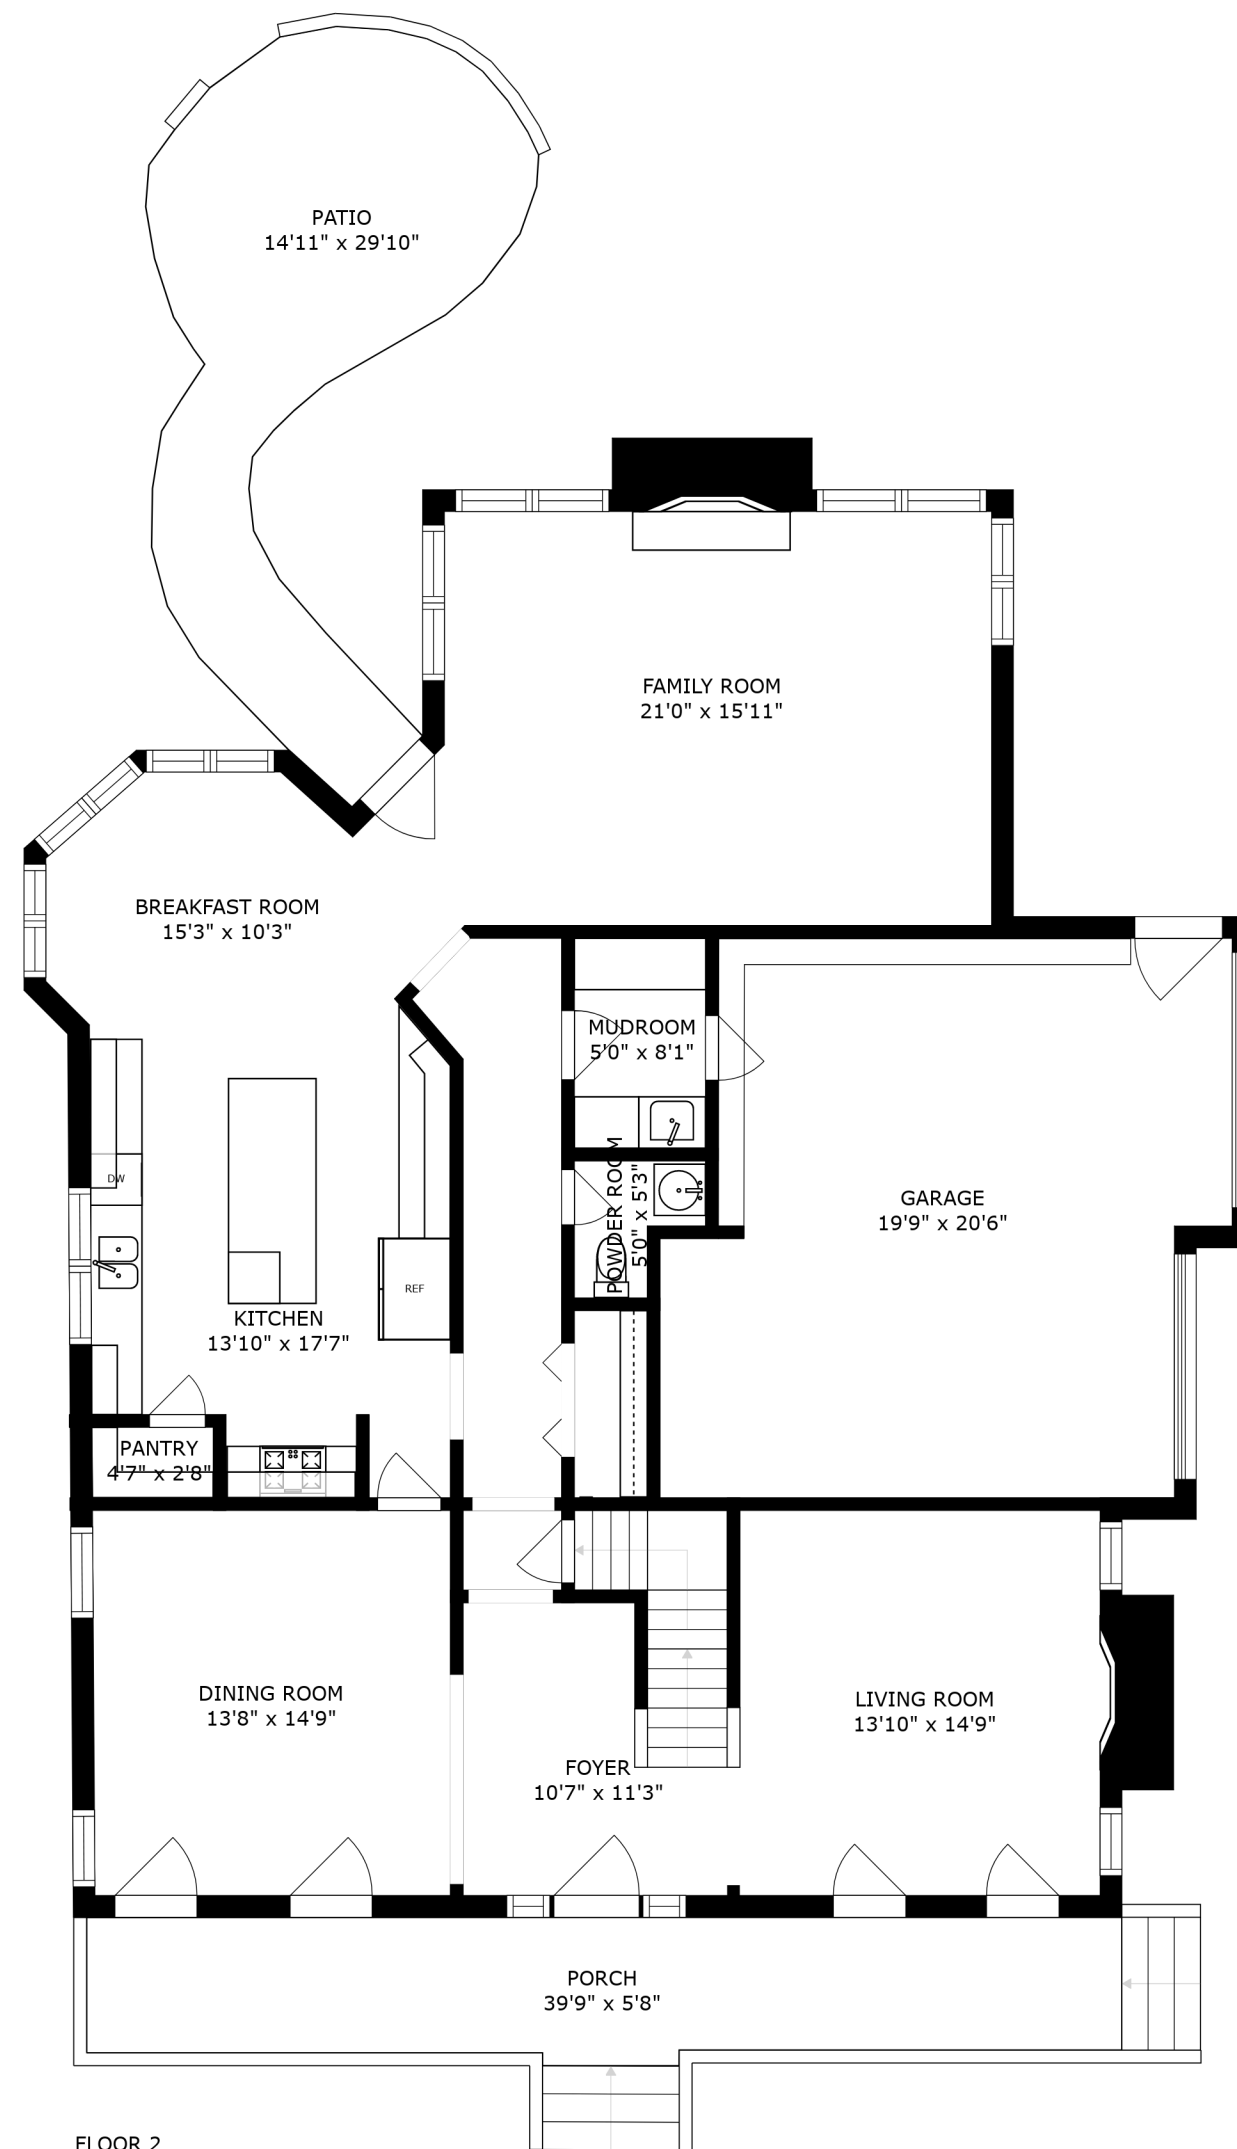 PATIO
14'11" x 29'10"
FAMILY ROOM
21'0" x 15'11"
BREAKFAST ROOM
15'3" x 10'3"
MUDROOM
5'0" x 8'1"
DW
POWDER ROOM
5'0" x 5'3"
GARAGE
19'9" x 20'6"
REF
KITCHEN
13'10" x 17'7"
PANTRY
4'7" x 2'8"
DINING ROOM
13'8" x 14'9"
LIVING ROOM
13'10" x 14'9"
FOYER
10'7" x 11'3"
PORCH
39'9" x 5'8"
FLOOR 2